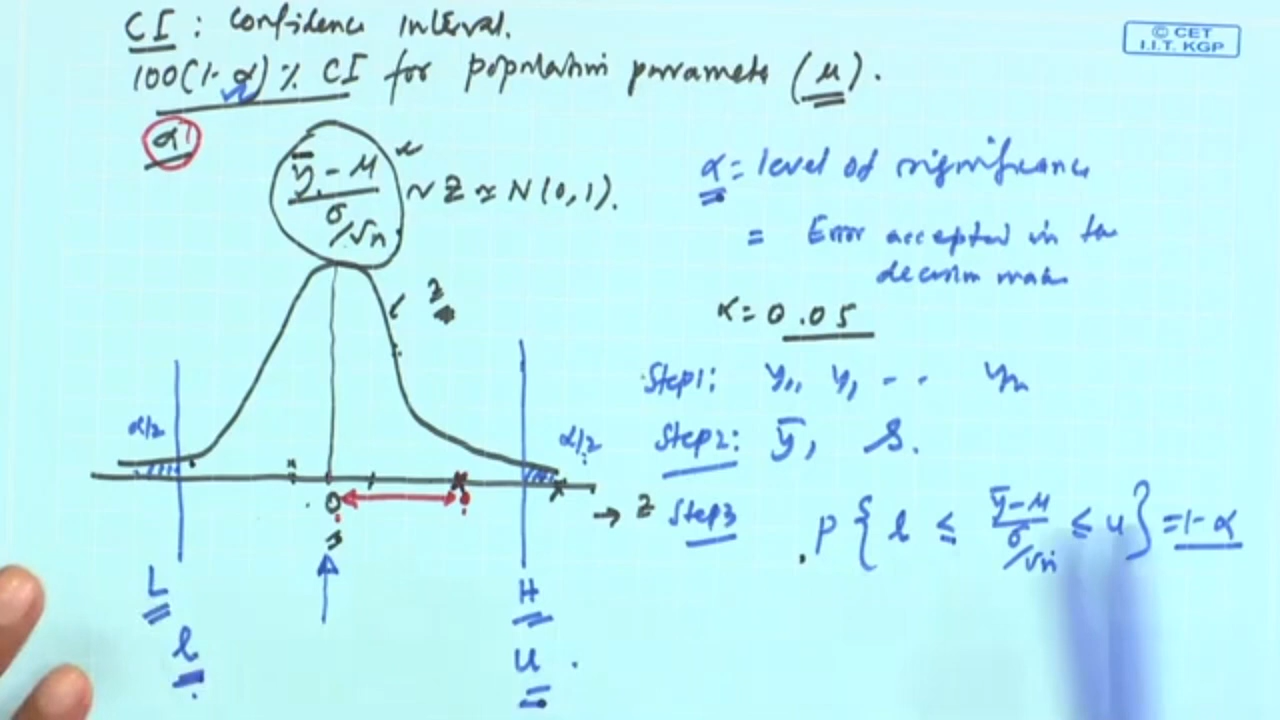 CI : Confidence Interval.
© CET
I.I.T. KGP
100(1-α)% CI for population parameter (μ).
α
ȳ - μ
σ/√n
~ Z ≈ N(0,1).
α = level of significance
= Error accepted in the
decision
α = 0.05
Z
Step1: y₁, y₂ - - yₙ
α/2
α/2
Step2: ȳ, s.
0
→ Z
Step3 P { l ≤ ȳ-μ / σ/√n ≤ u } = 1-α
L
H
l
u .